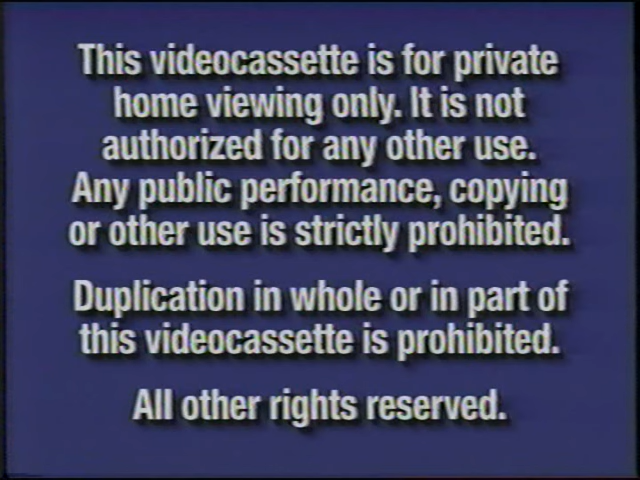 This videocassette is for private
home viewing only. It is not
authorized for any other use.
Any public performance, copying
or other use is strictly prohibited.
Duplication in whole or in part of
this videocassette is prohibited.
All other rights reserved.